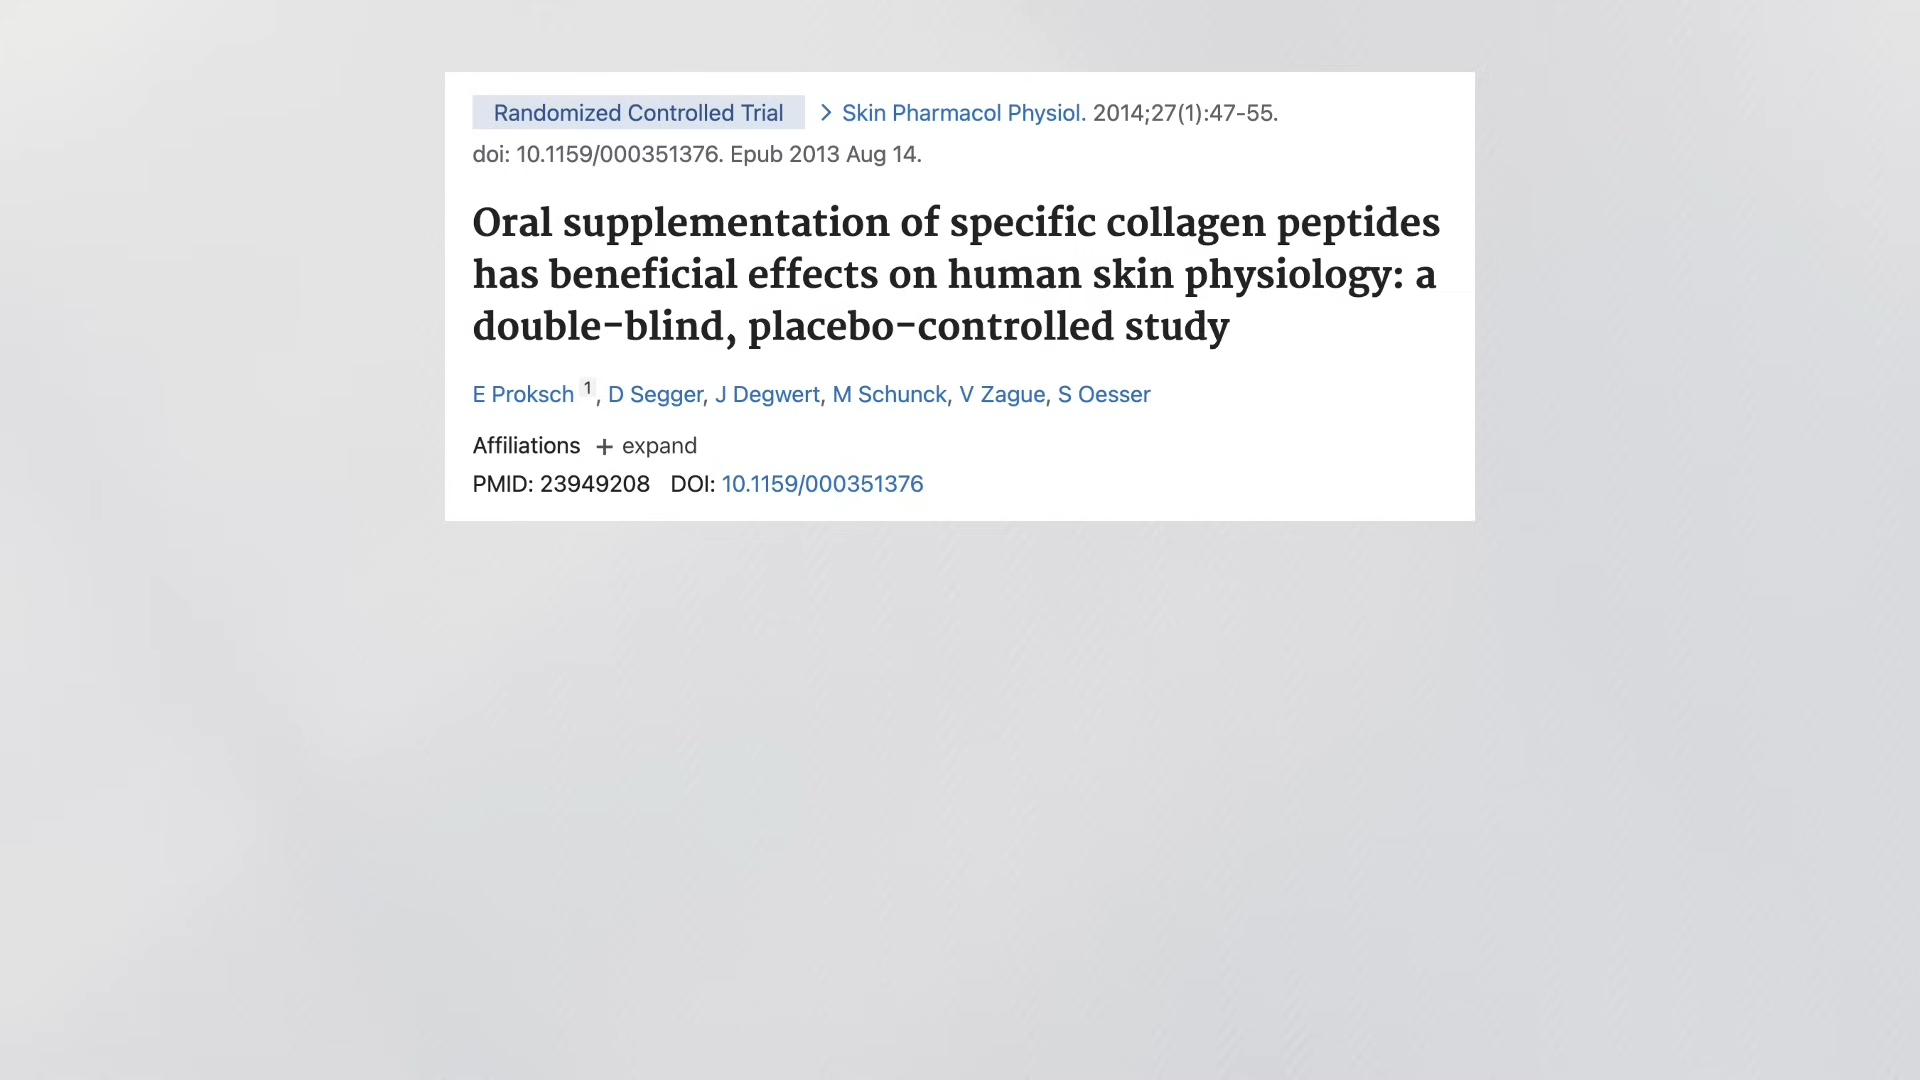 Randomized Controlled Trial > Skin Pharmacol Physiol. 2014;27(1):47-55.
doi: 10.1159/000351376. Epub 2013 Aug 14.
Oral supplementation of specific collagen peptides
has beneficial effects on human skin physiology: a
double-blind, placebo-controlled study
E Proksch 1, D Segger, J Degwert, M Schunck, V Zague, S Oesser
Affiliations + expand
PMID: 23949208 DOI: 10.1159/000351376